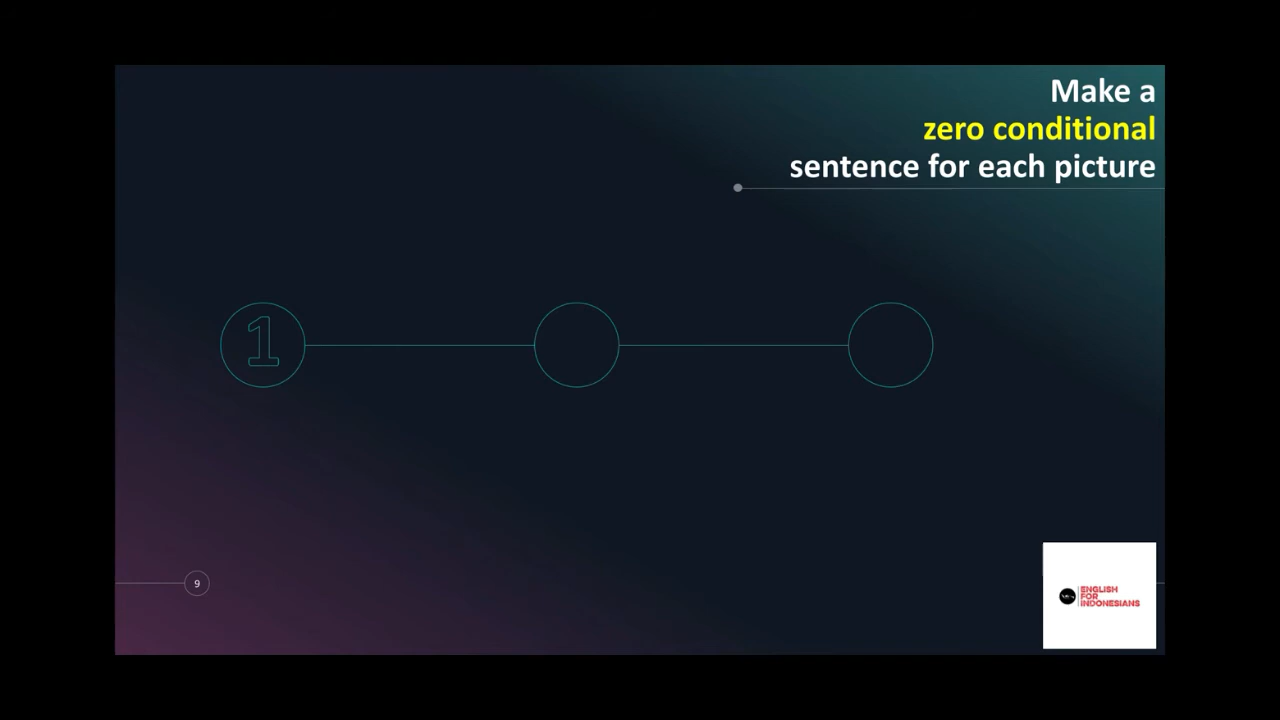 Make a
zero conditional
sentence for each picture
1
9
ENGLISH
FOR
INDONESIANS